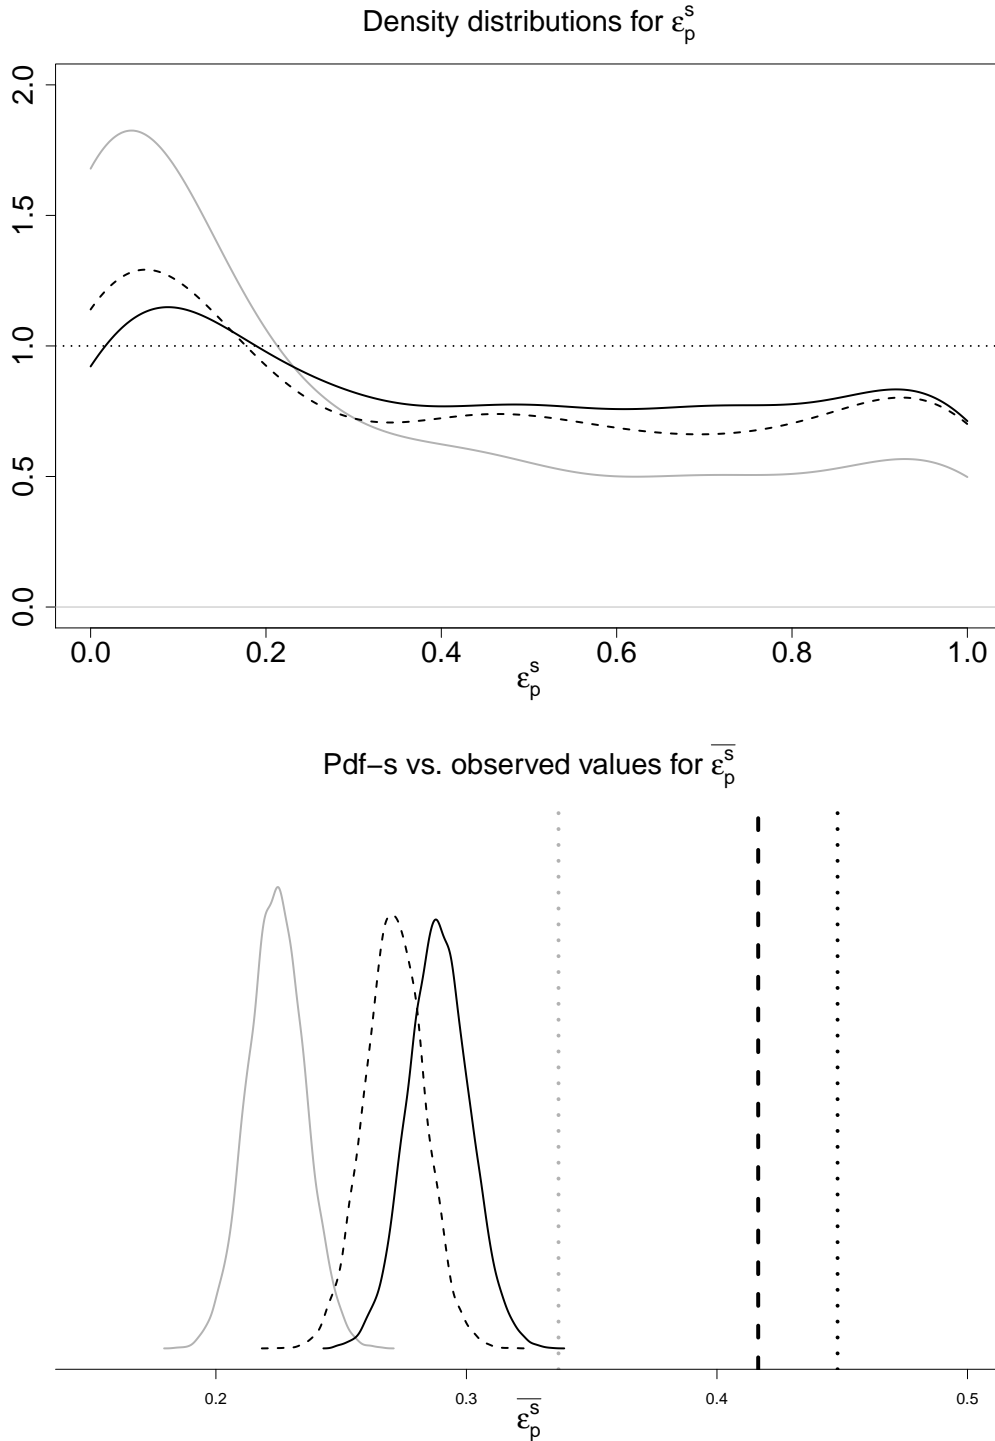 Density distributions for ε_p^s
2.0
1.5
1.0
0.5
0.0
0.0 0.2 0.4 0.6 0.8 1.0
ε_p^s
Pdf−s vs. observed values for \overline{ε_p^s}
0.2 0.3 0.4 0.5
\overline{ε_p^s}